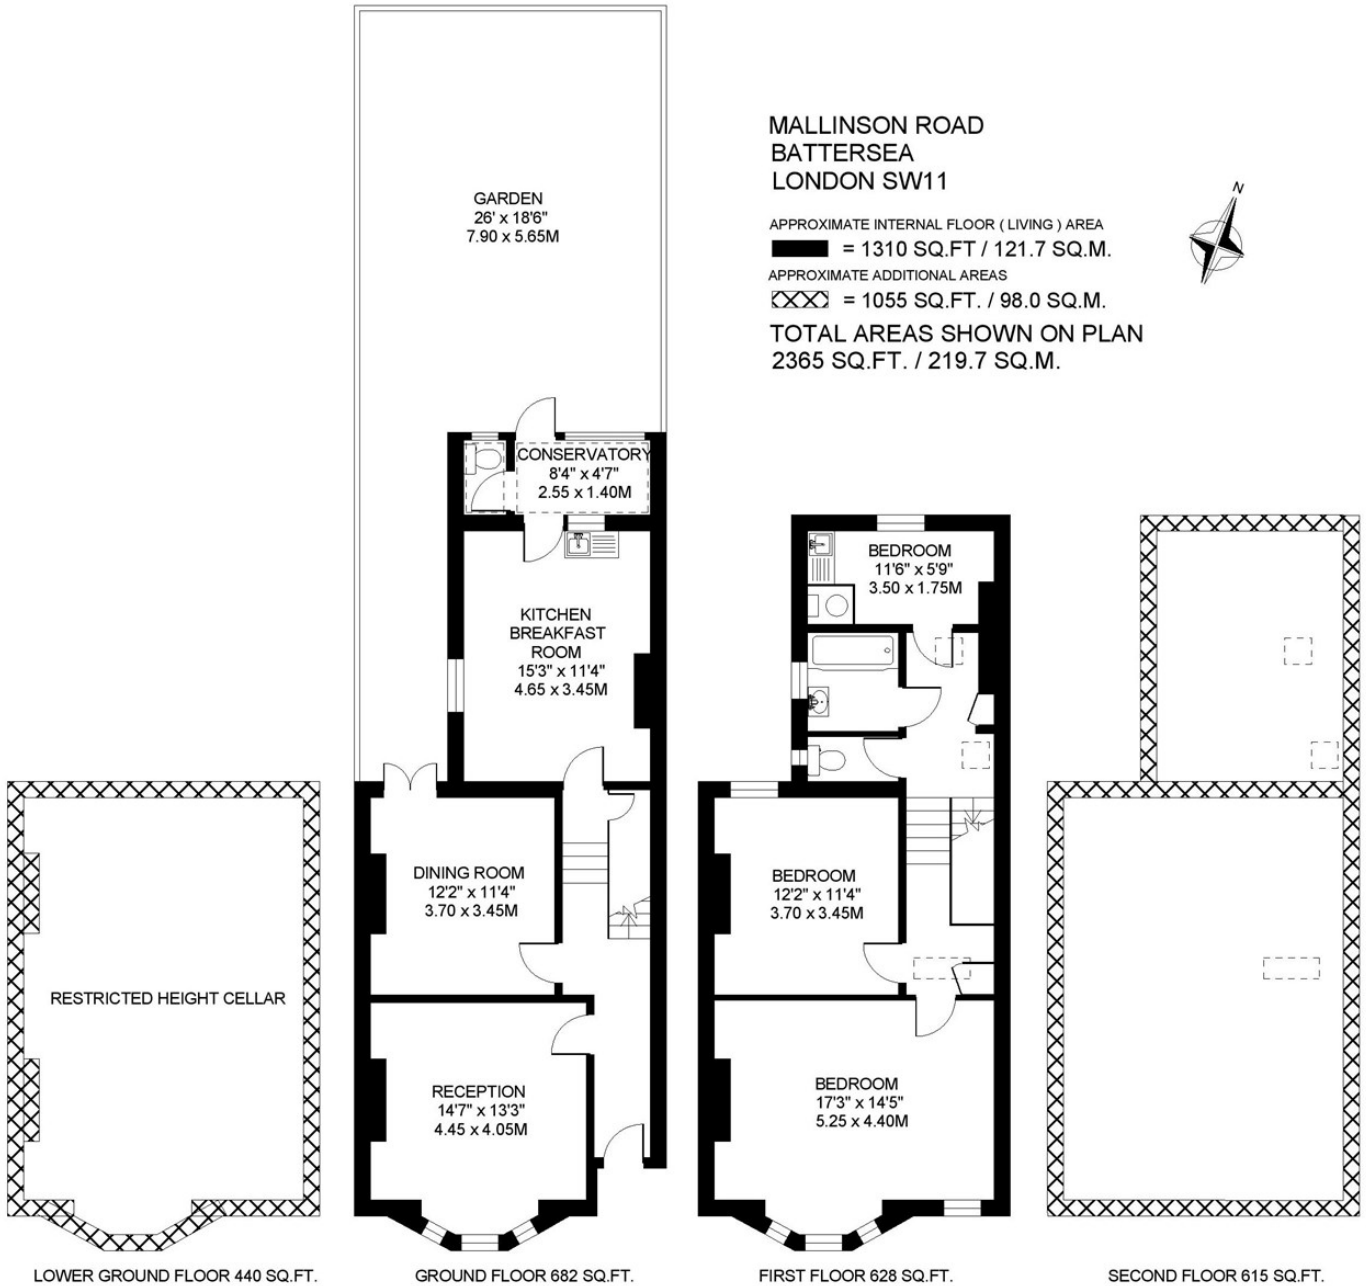 MALLINSON ROAD
BATTERSEA
LONDON SW11
N
APPROXIMATE INTERNAL FLOOR ( LIVING ) AREA
= 1310 SQ.FT / 121.7 SQ.M.
APPROXIMATE ADDITIONAL AREAS
= 1055 SQ.FT. / 98.0 SQ.M.
TOTAL AREAS SHOWN ON PLAN
2365 SQ.FT. / 219.7 SQ.M.
GARDEN
26' x 18'6"
7.90 x 5.65M
CONSERVATORY
8'4" x 4'7"
2.55 x 1.40M
KITCHEN
BREAKFAST
ROOM
15'3" x 11'4"
4.65 x 3.45M
DINING ROOM
12'2" x 11'4"
3.70 x 3.45M
RECEPTION
14'7" x 13'3"
4.45 x 4.05M
BEDROOM
11'6" x 5'9"
3.50 x 1.75M
BEDROOM
12'2" x 11'4"
3.70 x 3.45M
BEDROOM
17'3" x 14'5"
5.25 x 4.40M
RESTRICTED HEIGHT CELLAR
LOWER GROUND FLOOR 440 SQ.FT.
GROUND FLOOR 682 SQ.FT.
FIRST FLOOR 628 SQ.FT.
SECOND FLOOR 615 SQ.FT.